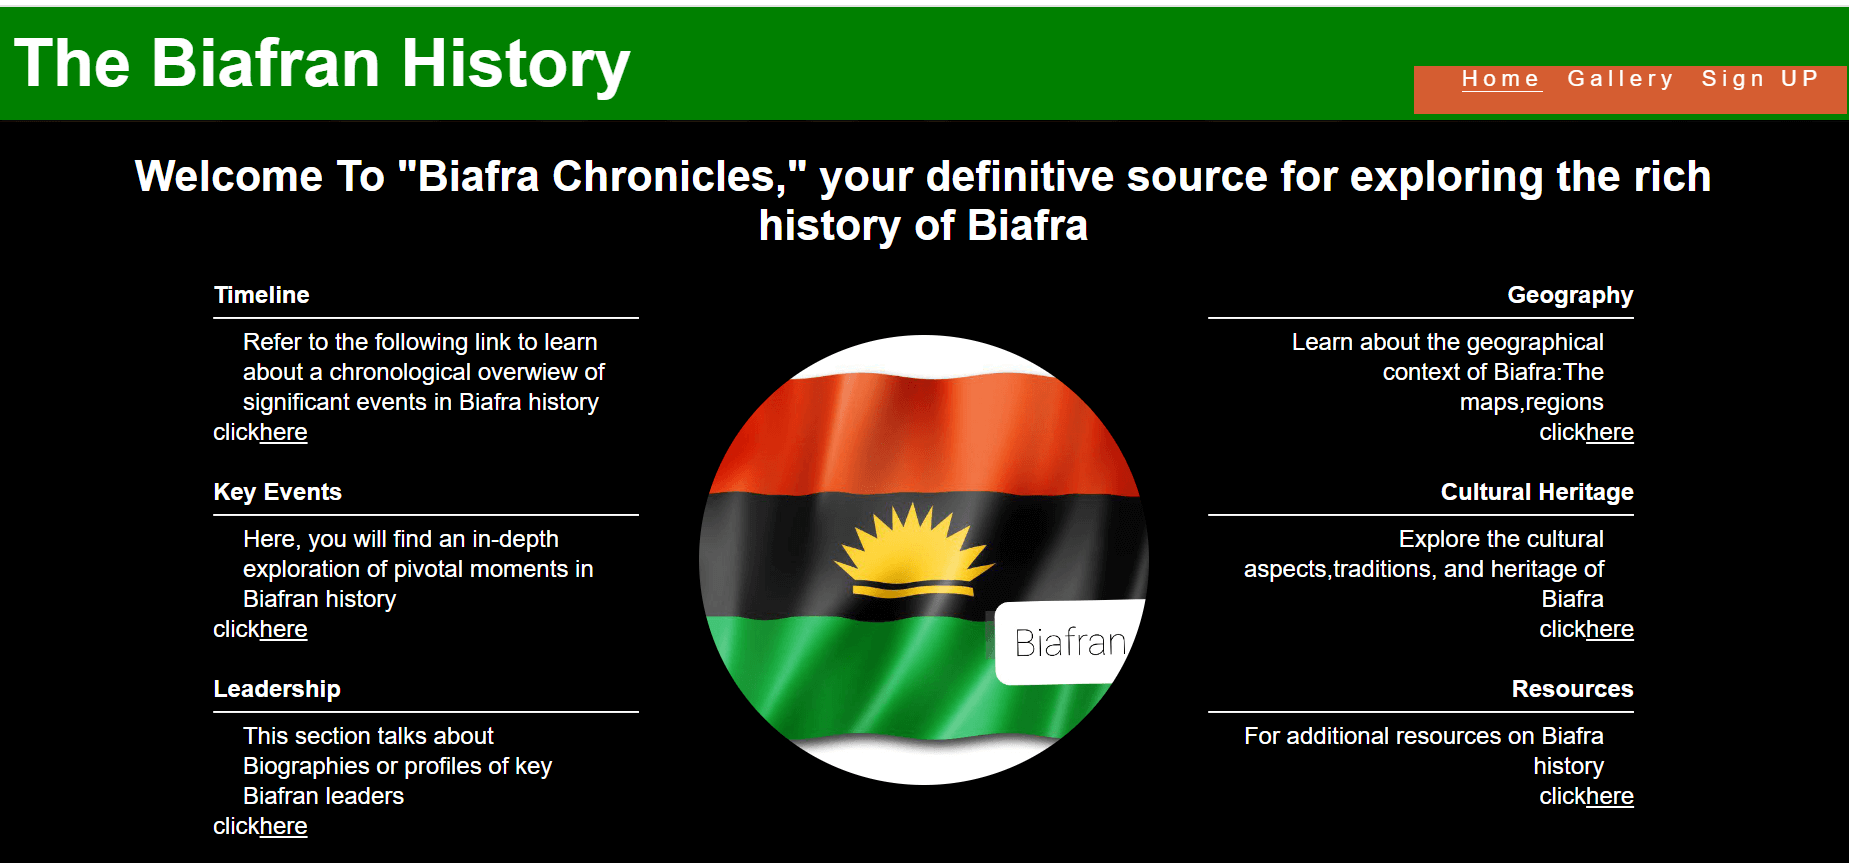 The Biafran History
Home Gallery Sign UP
Welcome To "Biafra Chronicles," your definitive source for exploring the rich
history of Biafra
Timeline
Refer to the following link to learn
about a chronological overwiew of
significant events in Biafra history
clickhere
Key Events
Here, you will find an in-depth
exploration of pivotal moments in
Biafran history
clickhere
Leadership
This section talks about
Biographies or profiles of key
Biafran leaders
clickhere
Biafran
Geography
Learn about the geographical
context of Biafra:The
maps,regions
clickhere
Cultural Heritage
Explore the cultural
aspects,traditions, and heritage of
Biafra
clickhere
Resources
For additional resources on Biafra
history
clickhere